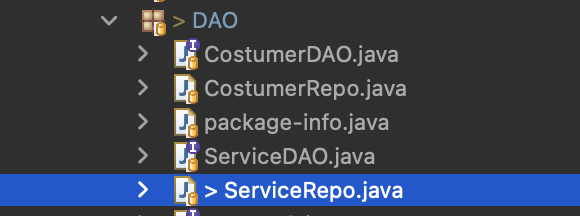 > DAO
CostumerDAO.java
CostumerRepo.java
package-info.java
ServiceDAO.java
> ServiceRepo.java